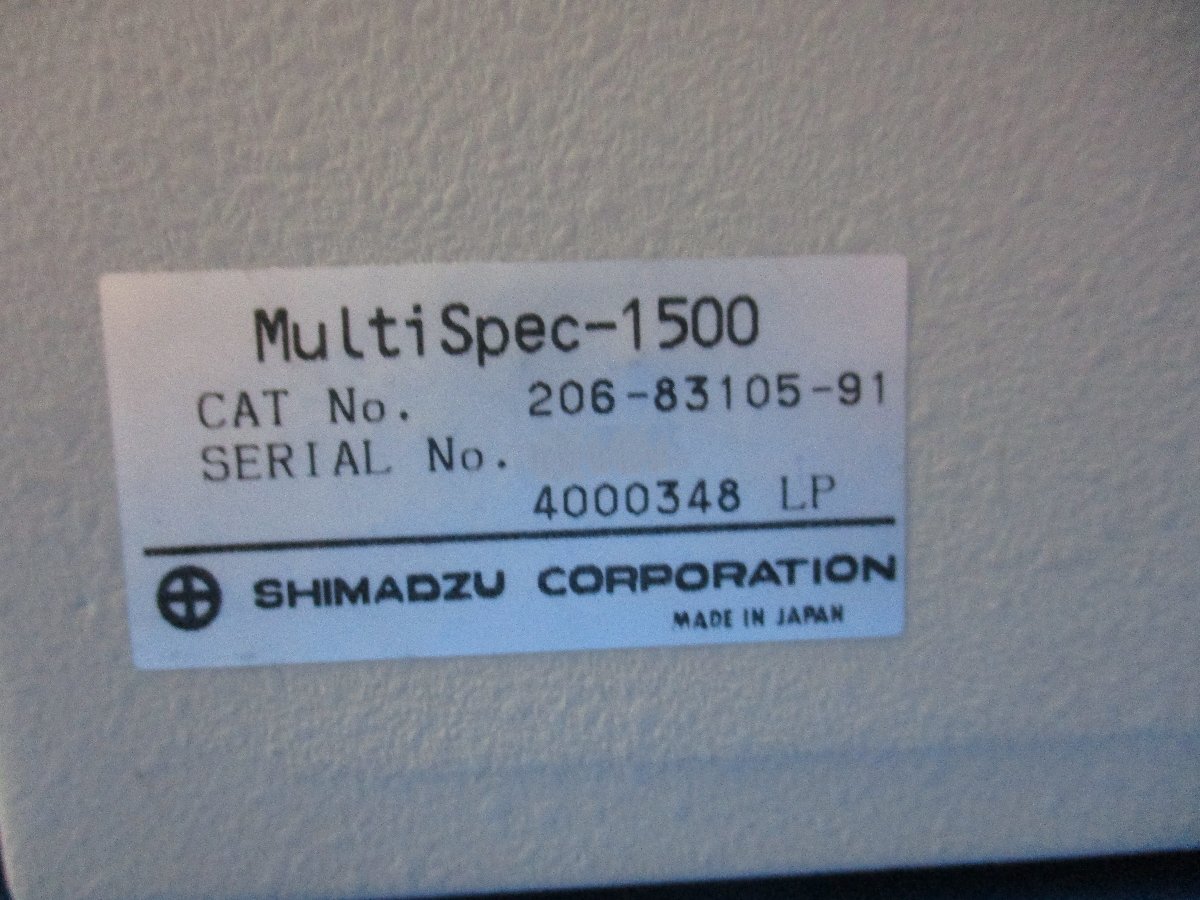 MultiSpec-1500
CAT No. 206-83105-91
SERIAL No.
4000348 LP
SHIMADZU CORPORATION
MADE IN JAPAN